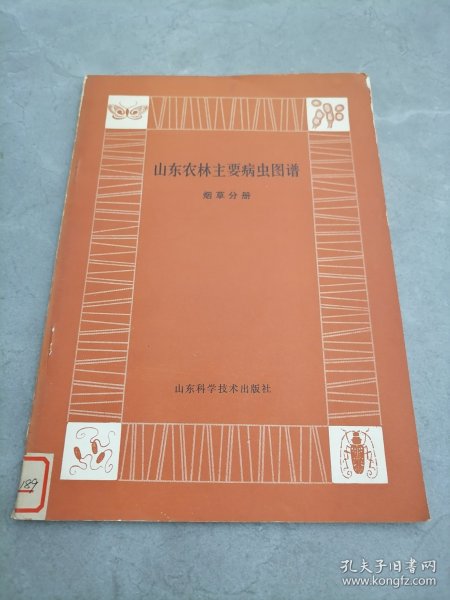 山东农林主要病虫图谱
烟草分册
山东科学技术出版社
189
孔夫子旧书网
www.kongfz.com